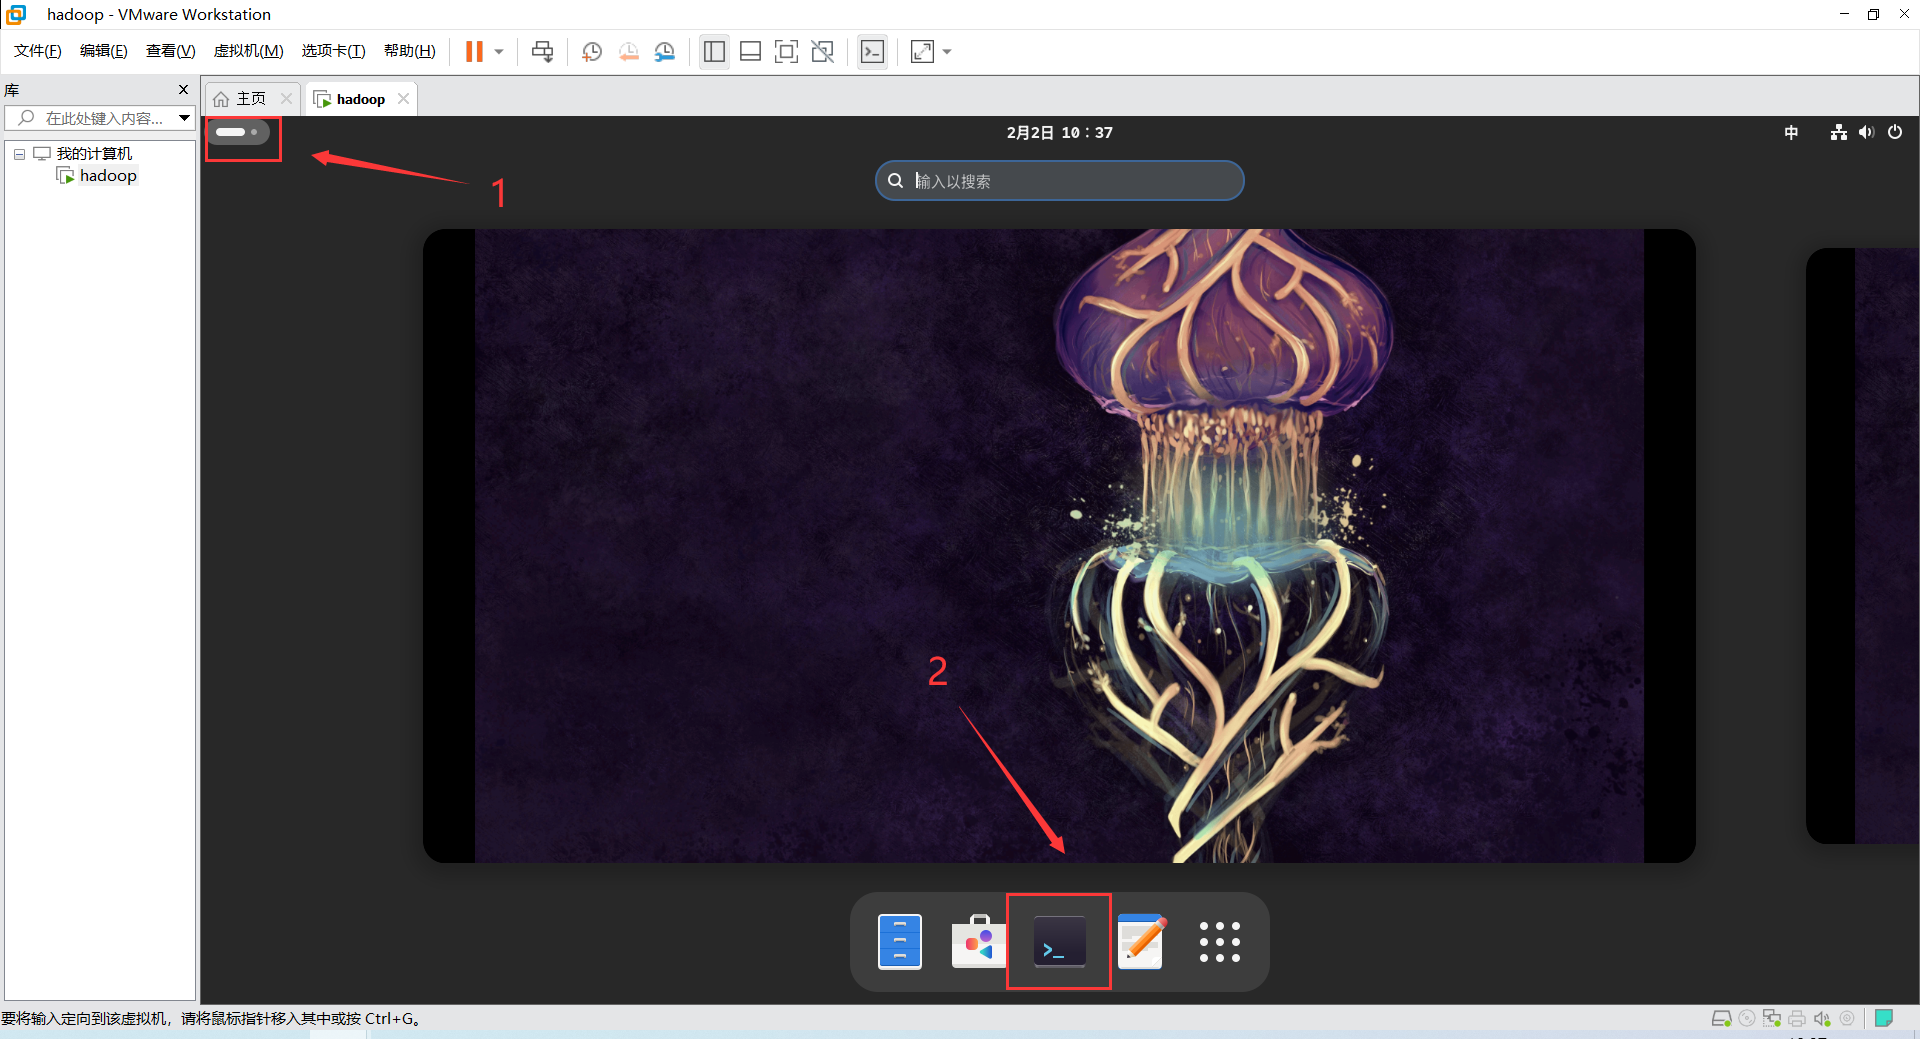 hadoop - VMware Workstation
文件(F) 编辑(E) 查看(V) 虚拟机(M) 选项卡(T) 帮助(H)
库
在此处键入内容...
我的计算机
hadoop
主页 hadoop
2月2日 10：37
中
输入以搜索
1
2
>_
要将输入定向到该虚拟机，请将鼠标指针移入其中或按 Ctrl+G。